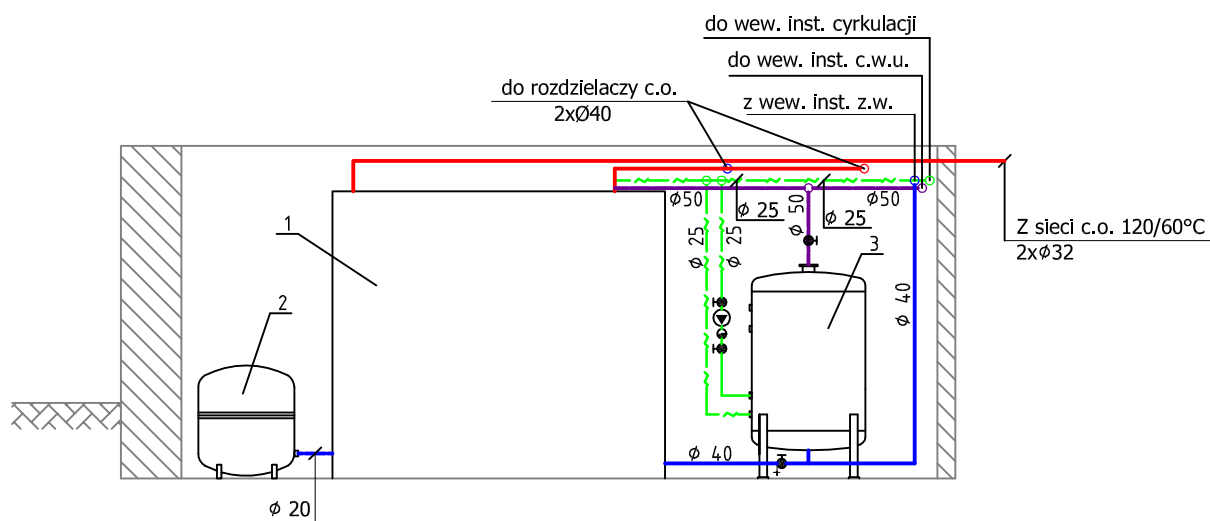 do wew. inst. cyrkulacji
do wew. inst. c.w.u.
do rozdzielaczy c.o.
2xØ40
z wew. inst. z.w.
ϕ50
ϕ 25
ϕ 50
ϕ 25
ϕ50
ϕ 25
ϕ 25
Z sieci c.o. 120/60°C
2xϕ32
1
2
3
ϕ 40
ϕ 40
ϕ 20